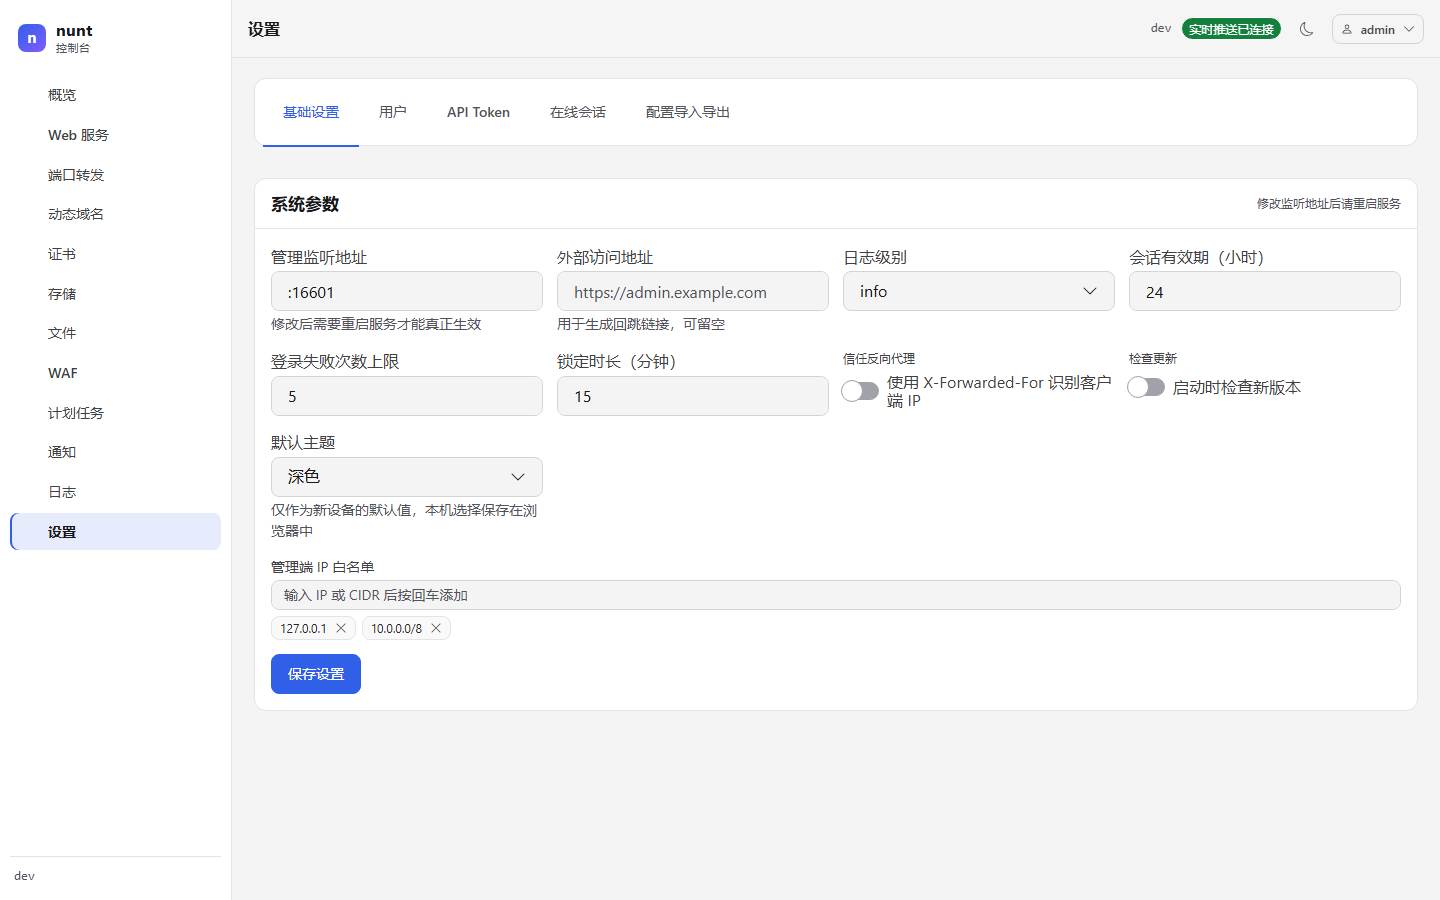 n
nunt
控制台
概览
Web 服务
端口转发
动态域名
证书
存储
文件
WAF
计划任务
通知
日志
设置
dev
设置
dev
实时推送已连接
admin
基础设置
用户
API Token
在线会话
配置导入导出
系统参数
修改监听地址后请重启服务
管理监听地址
:16601
修改后需要重启服务才能真正生效
外部访问地址
https://admin.example.com
用于生成回跳链接，可留空
日志级别
info
会话有效期（小时）
24
登录失败次数上限
5
锁定时长（分钟）
15
信任反向代理
使用 X-Forwarded-For 识别客户
端 IP
检查更新
启动时检查新版本
默认主题
深色
仅作为新设备的默认值，本机选择保存在浏
览器中
管理端 IP 白名单
输入 IP 或 CIDR 后按回车添加
127.0.0.1
10.0.0.0/8
保存设置